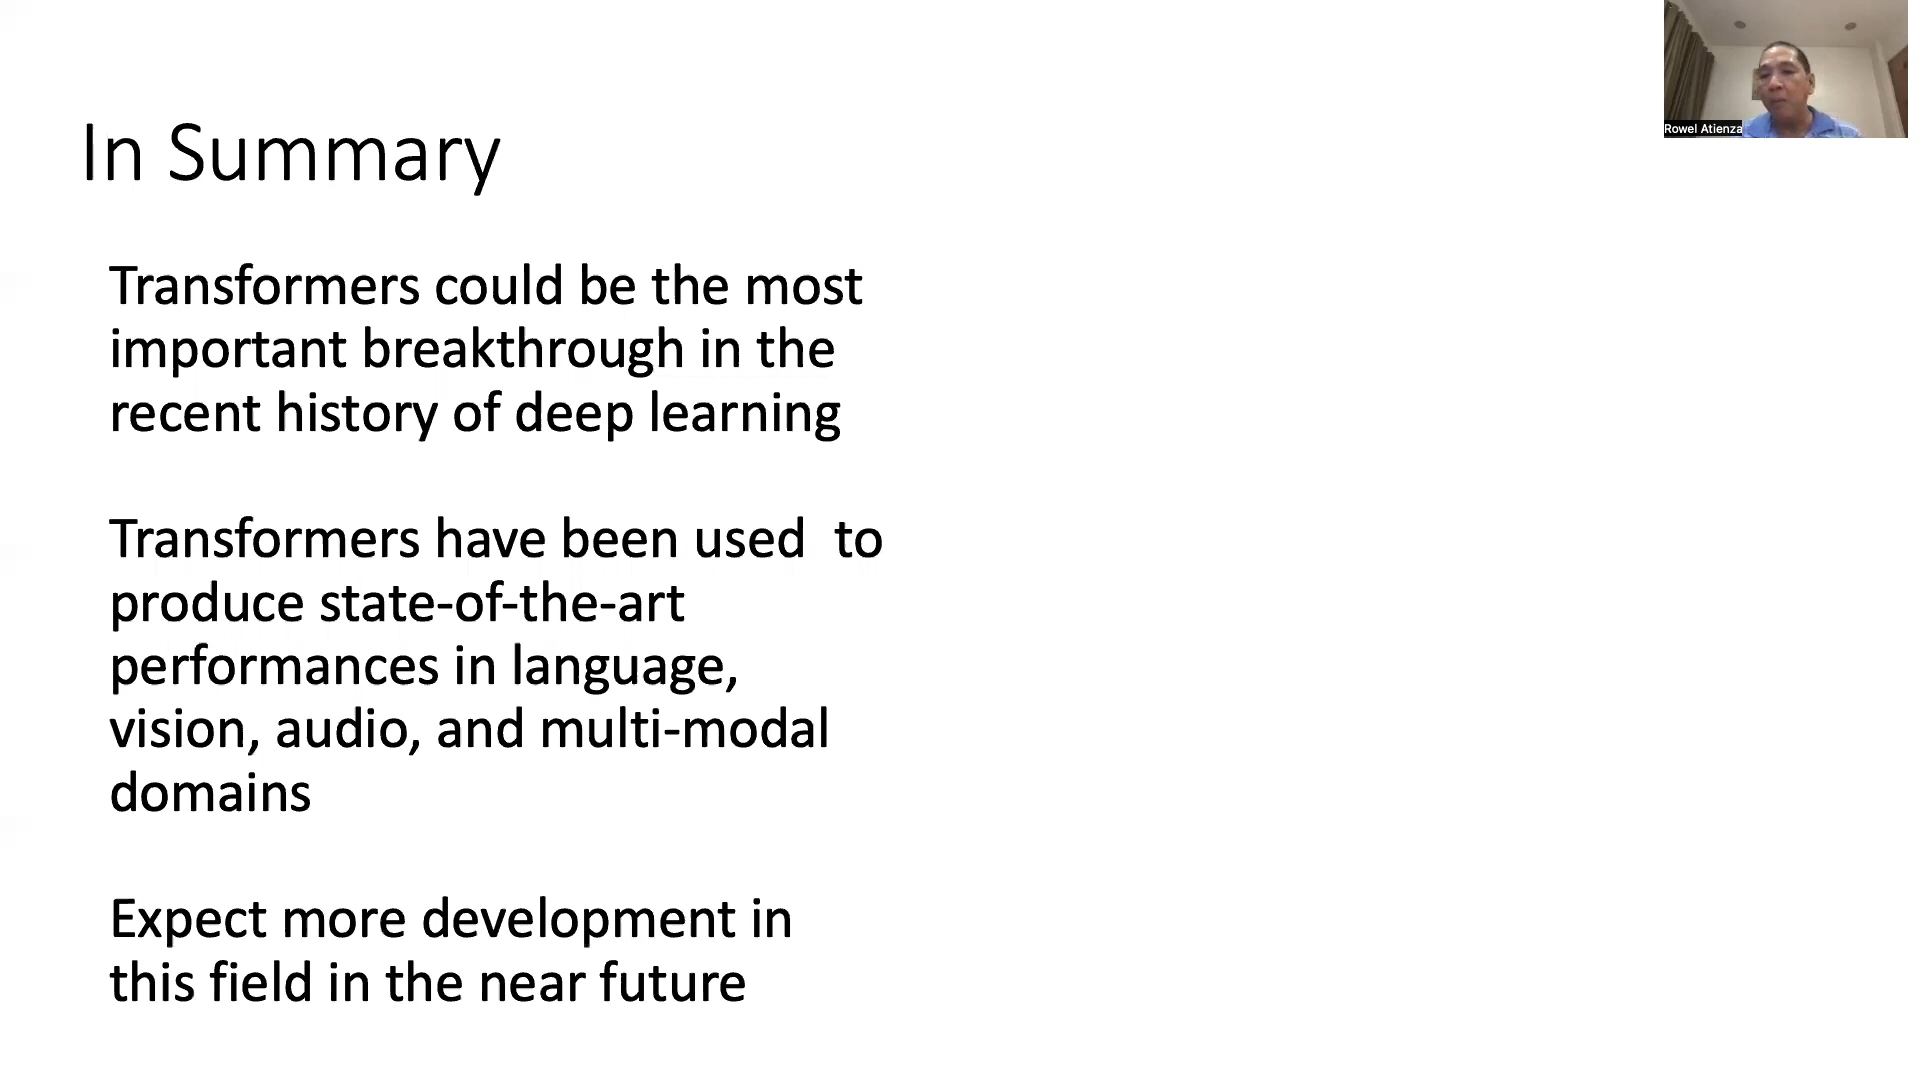 Rowel Atienza
In Summary
Transformers could be the most
important breakthrough in the
recent history of deep learning
Transformers have been used  to
produce state-of-the-art
performances in language,
vision, audio, and multi-modal
domains
Expect more development in
this field in the near future